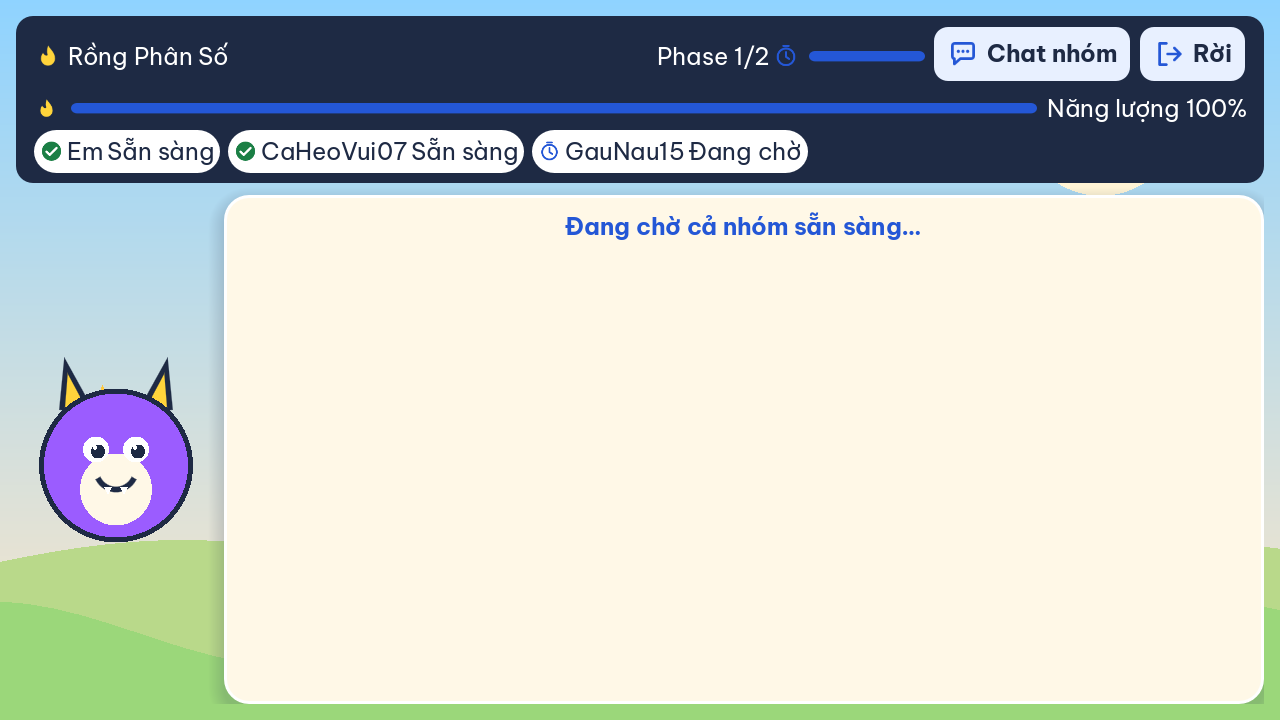 Rồng Phân Số
Phase 1/2
Chat nhóm
Rời
Năng lượng 100%
Em Sẵn sàng
CaHeoVui07 Sẵn sàng
GauNau15 Đang chờ
Đang chờ cả nhóm sẵn sàng...